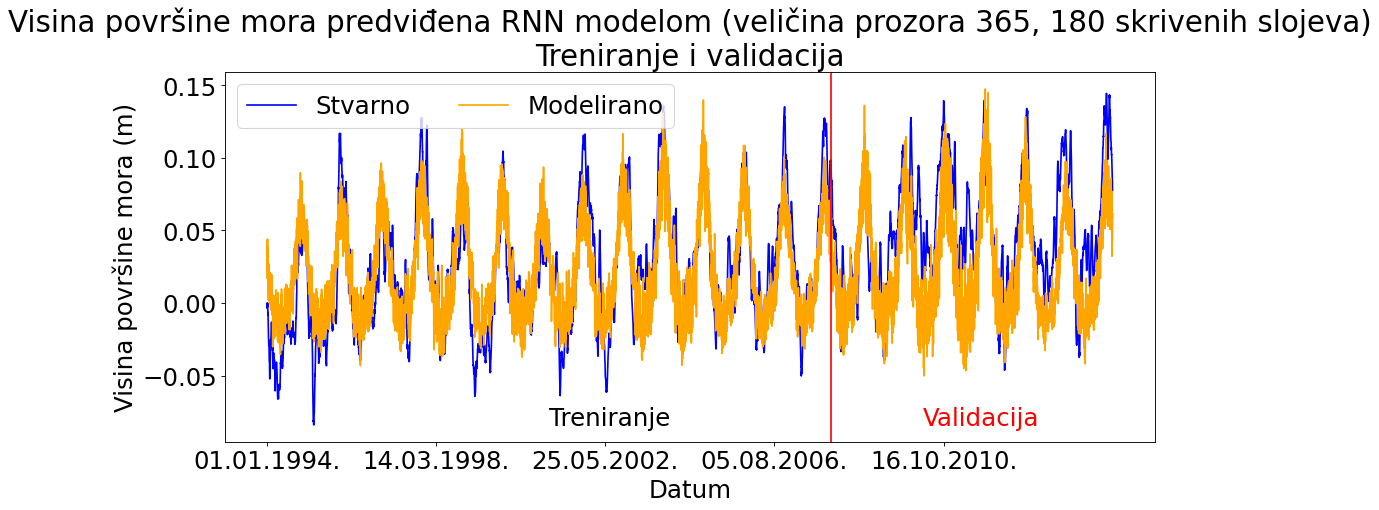 Visina površine mora predviđena RNN modelom (veličina prozora 365, 180 skrivenih slojeva)
Treniranje i validacija
Stvarno
Modelirano
Visina površine mora (m)
0.15
0.10
0.05
0.00
−0.05
Treniranje
Validacija
01.01.1994.
14.03.1998.
25.05.2002.
05.08.2006.
16.10.2010.
Datum